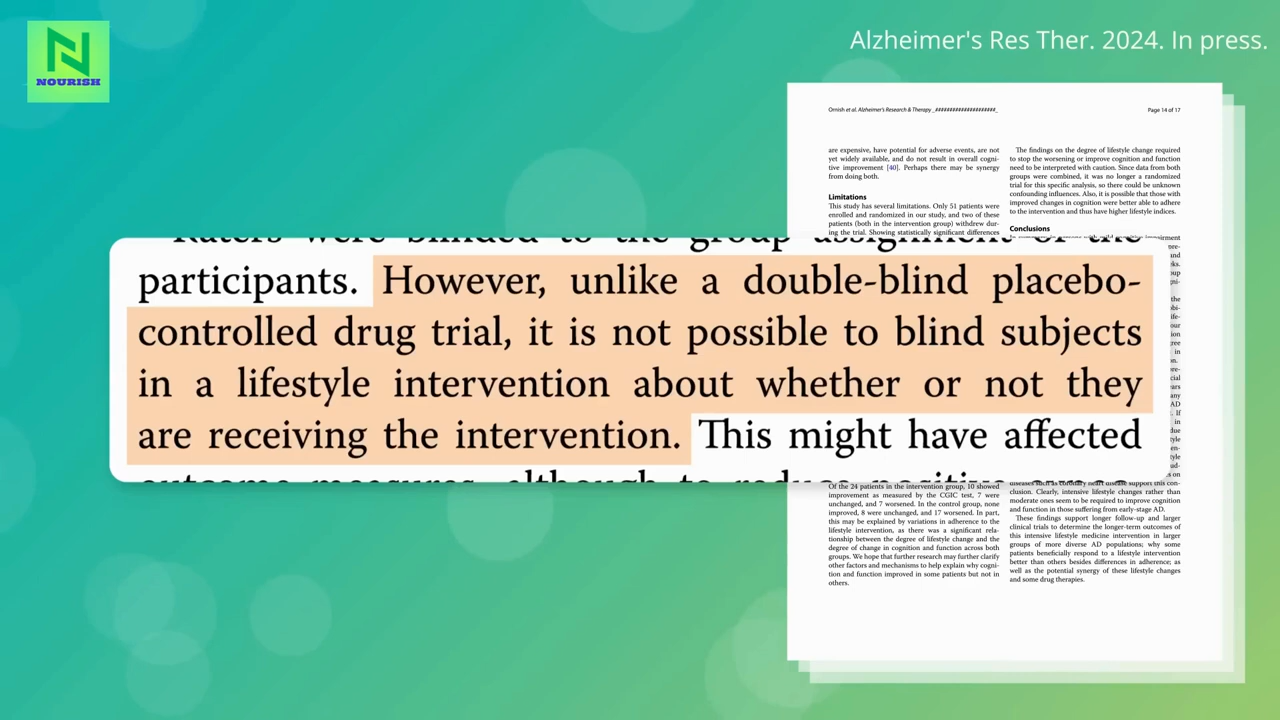 NOURISH
Alzheimer's Res Ther. 2024. In press.
Ornish et al. Alzheimer's Research & Therapy _####################_
Page 14 of 17
are expensive, have potential for adverse events, are not
yet widely available, and do not result in overall cogni-
tive improvement [40]. Perhaps there may be synergy
from doing both.
Limitations
This study has several limitations. Only 51 patients were
enrolled and randomized in our study, and two of these
patients (both in the intervention group) withdrew dur-
ing the trial. Showing statistically significant differences
Raters were blinded to the group assignment of the
participants. However, unlike a double-blind placebo-
controlled drug trial, it is not possible to blind subjects
in a lifestyle intervention about whether or not they
are receiving the intervention. This might have affected
outcome measures, although to reduce positive
Of the 24 patients in the intervention group, 10 showed
improvement as measured by the CGIC test, 7 were
unchanged, and 7 worsened. In the control group, none
improved, 8 were unchanged, and 17 worsened. In part,
this may be explained by variations in adherence to the
lifestyle intervention, as there was a significant rela-
tionship between the degree of lifestyle change and the
degree of change in cognition and function across both
groups. We hope that further research may further clarify
other factors and mechanisms to help explain why cogni-
tion and function improved in some patients but not in
others.
The findings on the degree of lifestyle change required
to stop the worsening or improve cognition and function
need to be interpreted with caution. Since data from both
groups were combined, it was no longer a randomized
trial for this specific analysis, so there could be unknown
confounding influences. Also, it is possible that those with
improved changes in cognition were better able to adhere
to the intervention and thus have higher lifestyle indices.
Conclusions
diseases such as coronary heart disease support this con-
clusion. Clearly, intensive lifestyle changes rather than
moderate ones seem to be required to improve cognition
and function in those suffering from early-stage AD.
These findings support longer follow-up and larger
clinical trials to determine the longer-term outcomes of
this intensive lifestyle medicine intervention in larger
groups of more diverse AD populations; why some
patients beneficially respond to a lifestyle intervention
better than others besides differences in adherence; as
well as the potential synergy of these lifestyle changes
and some drug therapies.